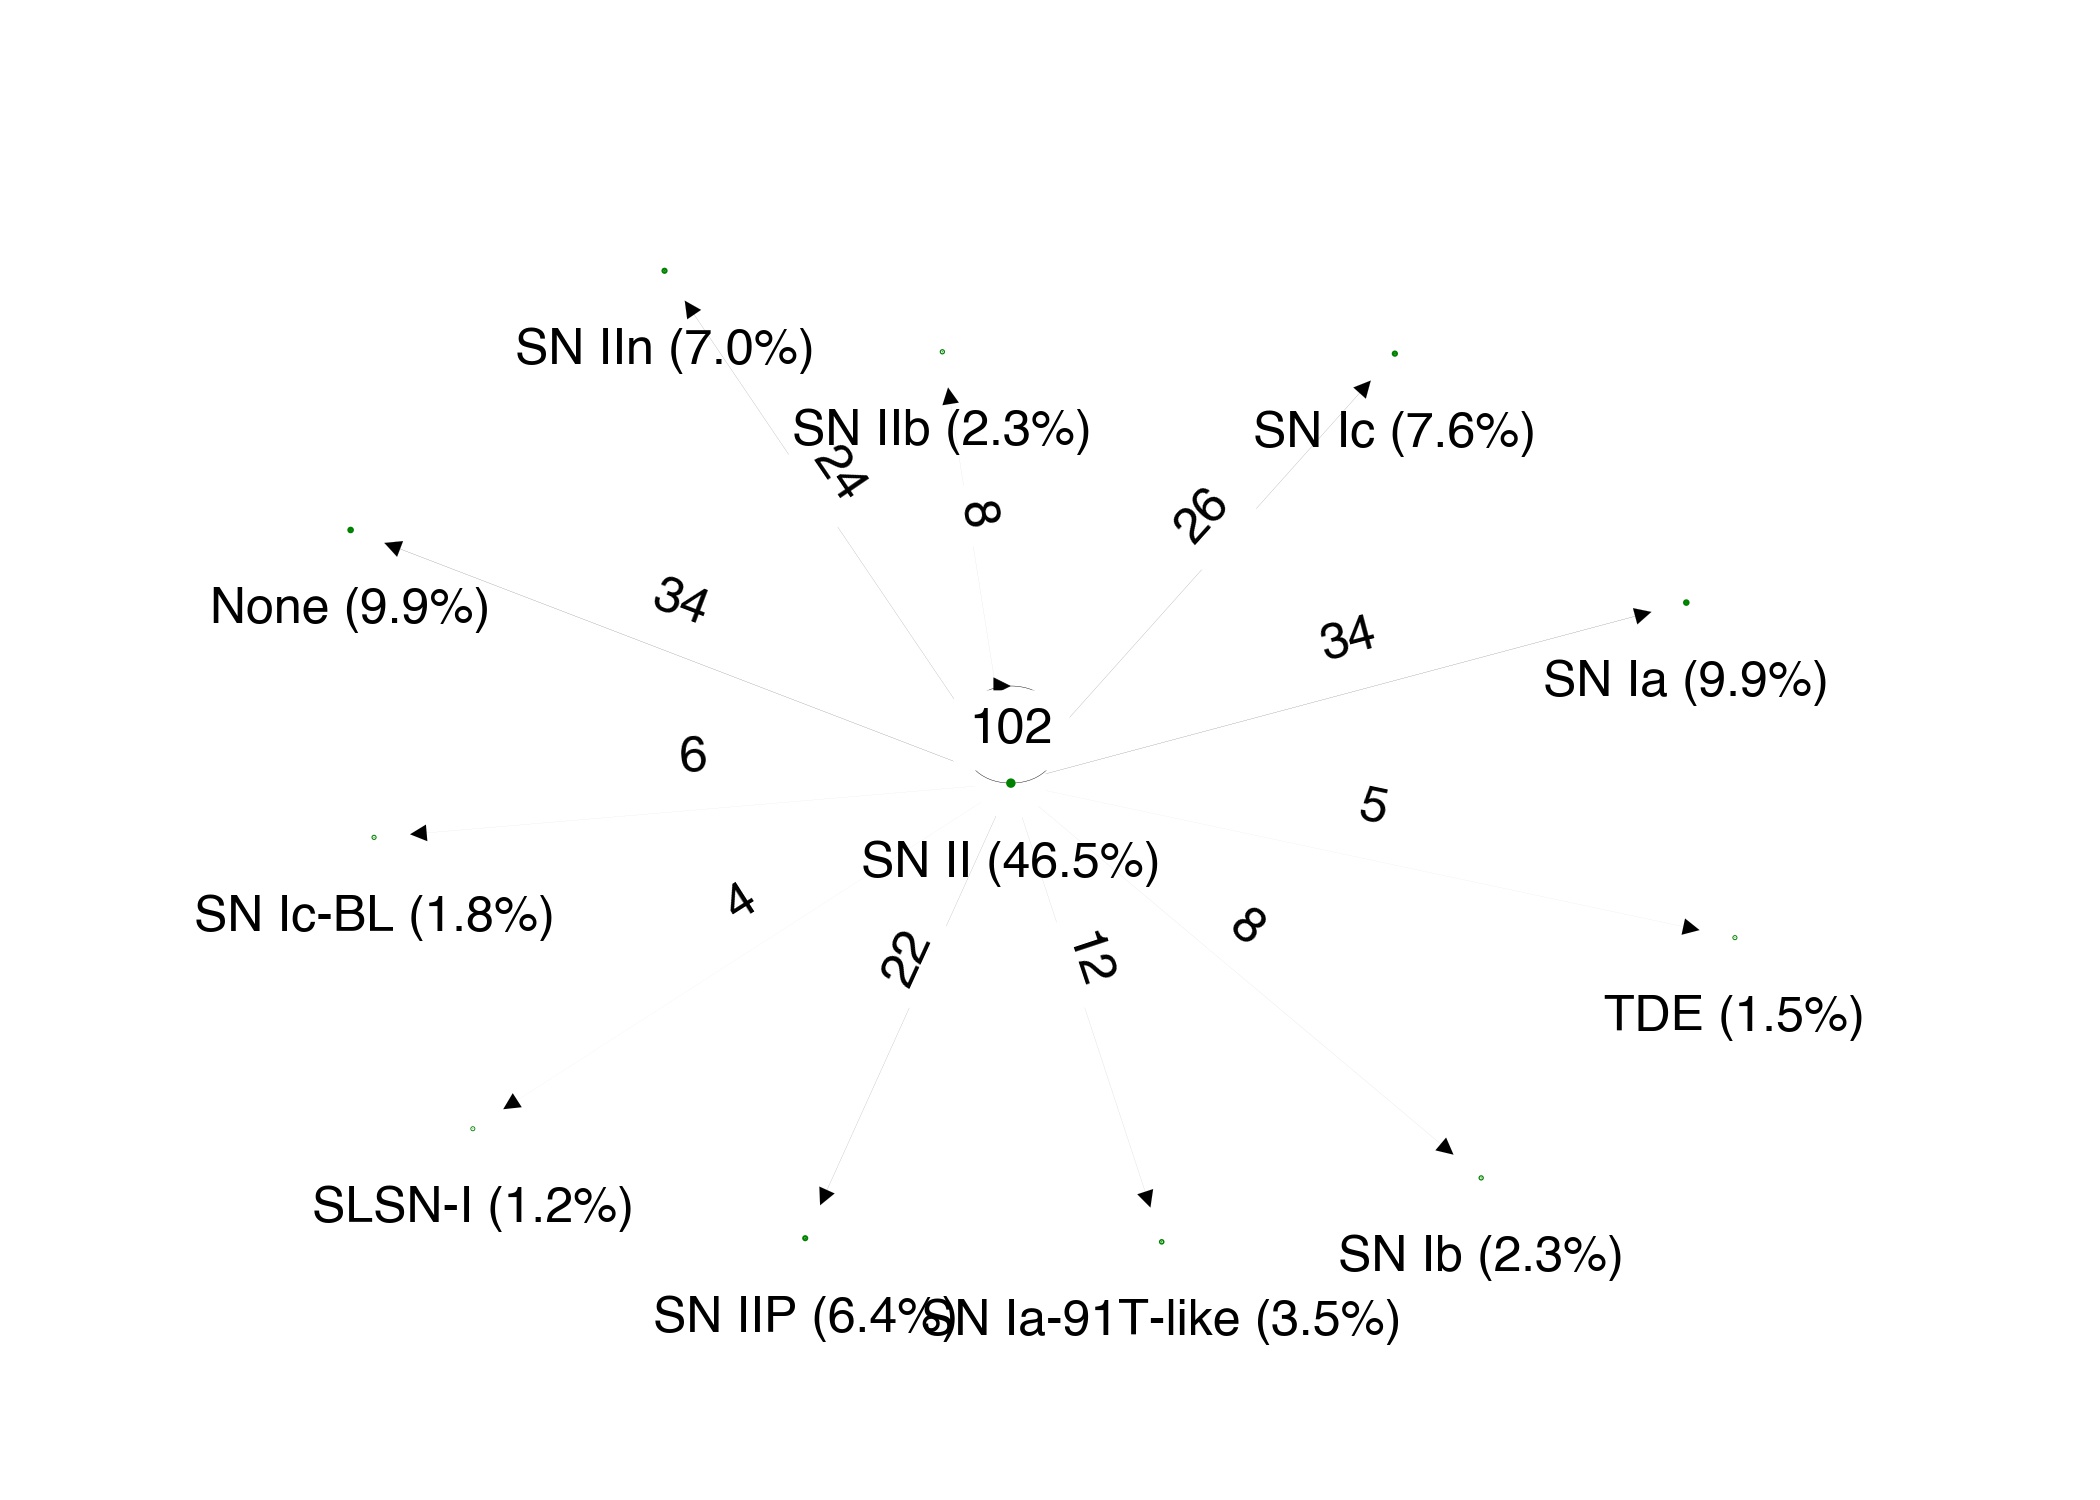 SN IIn (7.0%)
SN IIb (2.3%)
SN Ic (7.6%)
24
8
26
None (9.9%)
34
34
SN Ia (9.9%)
102
6
5
SN II (46.5%)
SN Ic-BL (1.8%)
4
22
12
8
TDE (1.5%)
SLSN-I (1.2%)
SN Ib (2.3%)
SN IIP (6.4%)
SN Ia-91T-like (3.5%)